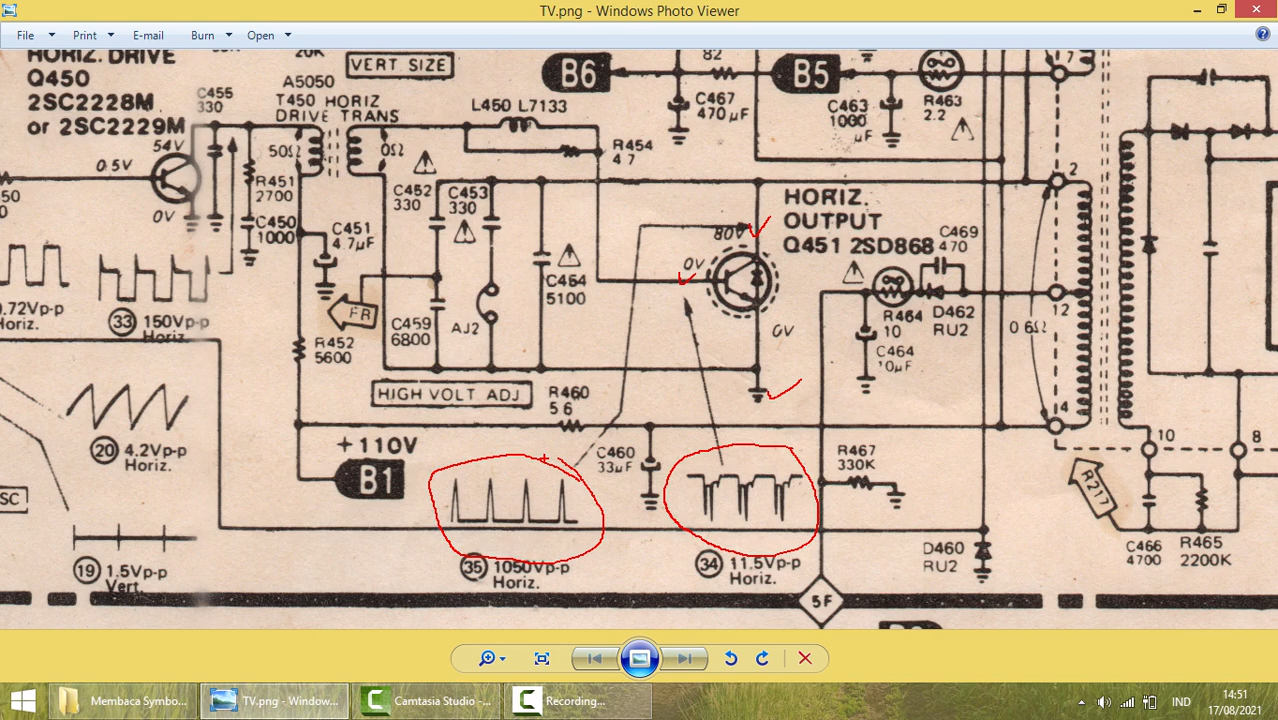 TV.png - Windows Photo Viewer
File Print E-mail Burn Open
HORIZ. DRIVE
Q450
2SC2228M
or 2SC2229M
C455
330
20K
A5050
T450 HORIZ
DRIVE TRANS
VERT SIZE
54V
0.5V
0V
50Ω
0Ω
R451
2700
C450
1000
C451
4.7µF
L450 L7133
R454
47
C452
330
C453
330
C454
5100
C459
6800
AJ2
FR
R452
5600
HIGH VOLT ADJ
R460
5 6
B6
82
C467
470µF
B5
C463
1000
µF
R463
2.2
7
2
HORIZ.
OUTPUT
Q451 2SD868
80V
0V
0V
C469
470
R464
10
D462
RU2
C464
10µF
0 6Ω
12
4
10
8
0.72Vp-p
Horiz.
33 150Vp-p
Horiz.
20 4.2Vp-p
Horiz.
SC
19 1.5Vp-p
Vert.
+110V
B1
35 1050Vp-p
Horiz.
C460
33µF
34 11.5Vp-p
Horiz.
R467
330K
5F
D460
RU2
R217
C466
4700
R465
2200K
Membaca Symbo...
TV.png - Window...
Camtasia Studio -...
Recording...
IND
14:51
17/08/2021